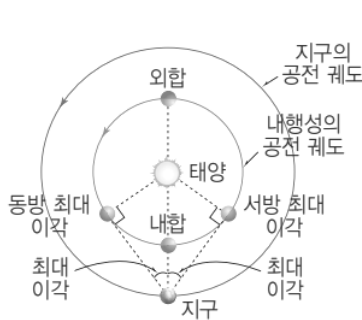 지구의
공전 궤도
외합
내행성의
공전 궤도
태양
동방 최대
이각
내합
서방 최대
이각
최대
이각
최대
이각
지구